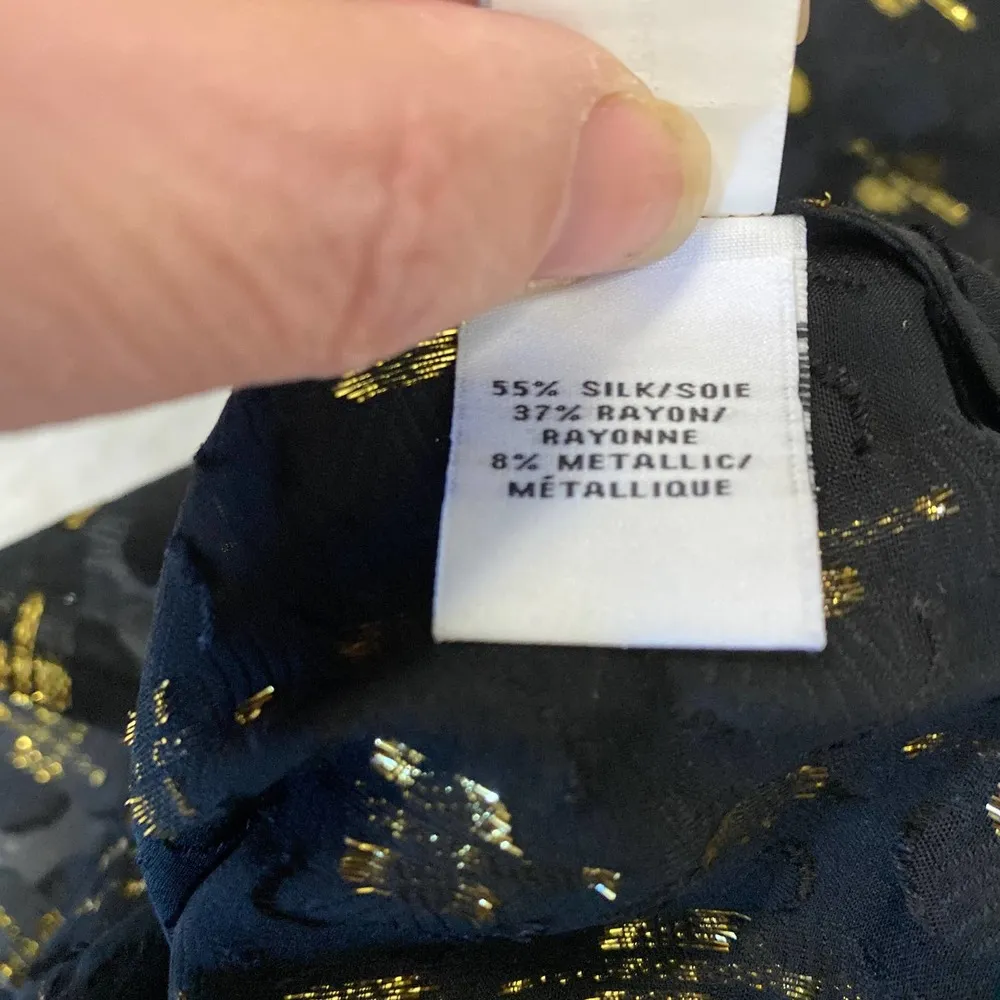 55% SILK/SOIE
37% RAYON/
RAYONNE
8% METALLIC/
MÉTALLIQUE